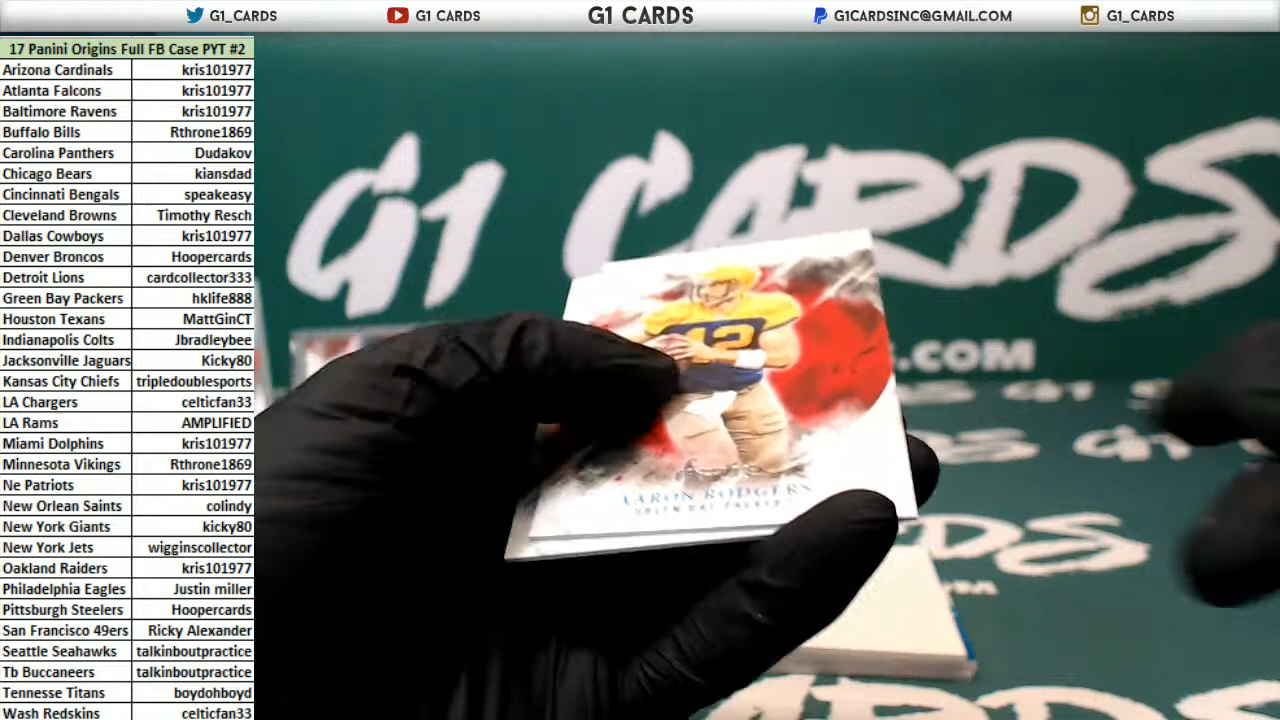 G1_CARDS G1 CARDS G1 CARDS G1CARDSINC@GMAIL.COM G1_CARDS
17 Panini Origins Full FB Case PYT #2
Arizona Cardinals kris101977
Atlanta Falcons kris101977
Baltimore Ravens kris101977
Buffalo Bills Rthrone1869
Carolina Panthers Dudakov
Chicago Bears kiansdad
Cincinnati Bengals speakeasy
Cleveland Browns Timothy Resch
Dallas Cowboys kris101977
Denver Broncos Hoopercards
Detroit Lions cardcollector333
Green Bay Packers hklife888
Houston Texans MattGinCT
Indianapolis Colts Jbradleybee
Jacksonville Jaguars Kicky80
Kansas City Chiefs tripledoublesports
LA Chargers celticfan33
LA Rams AMPLIFIED
Miami Dolphins kris101977
Minnesota Vikings Rthrone1869
Ne Patriots kris101977
New Orlean Saints colindy
New York Giants kicky80
New York Jets wigginscollector
Oakland Raiders kris101977
Philadelphia Eagles Justin miller
Pittsburgh Steelers Hoopercards
San Francisco 49ers Ricky Alexander
Seattle Seahawks talkinboutpractice
Tb Buccaneers talkinboutpractice
Tennesse Titans boydohboyd
Wash Redskins celticfan33
G1 CARDS
.COM
12
AARON RODGERS
GREEN BAY PACKERS